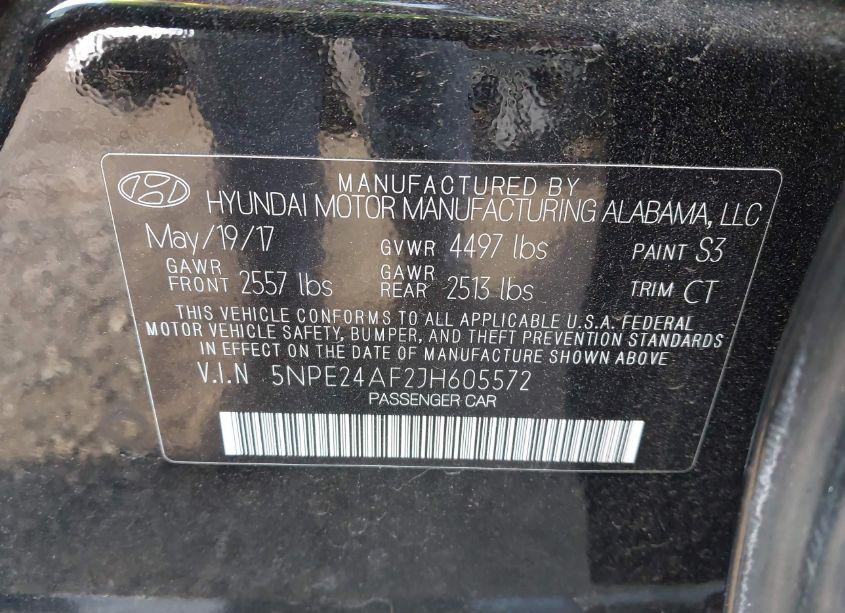 MANUFACTURED BY
HYUNDAI MOTOR MANUFACTURING ALABAMA, LLC
May/19/17 GVWR 4497 lbs PAINT S3
GAWR FRONT 2557 lbs GAWR REAR 2513 lbs TRIM CT
THIS VEHICLE CONFORMS TO ALL APPLICABLE U.S.A. FEDERAL
MOTOR VEHICLE SAFETY, BUMPER, AND THEFT PREVENTION STANDARDS
IN EFFECT ON THE DATE OF MANUFACTURE SHOWN ABOVE
V.I.N 5NPE24AF2JH605572
PASSENGER CAR